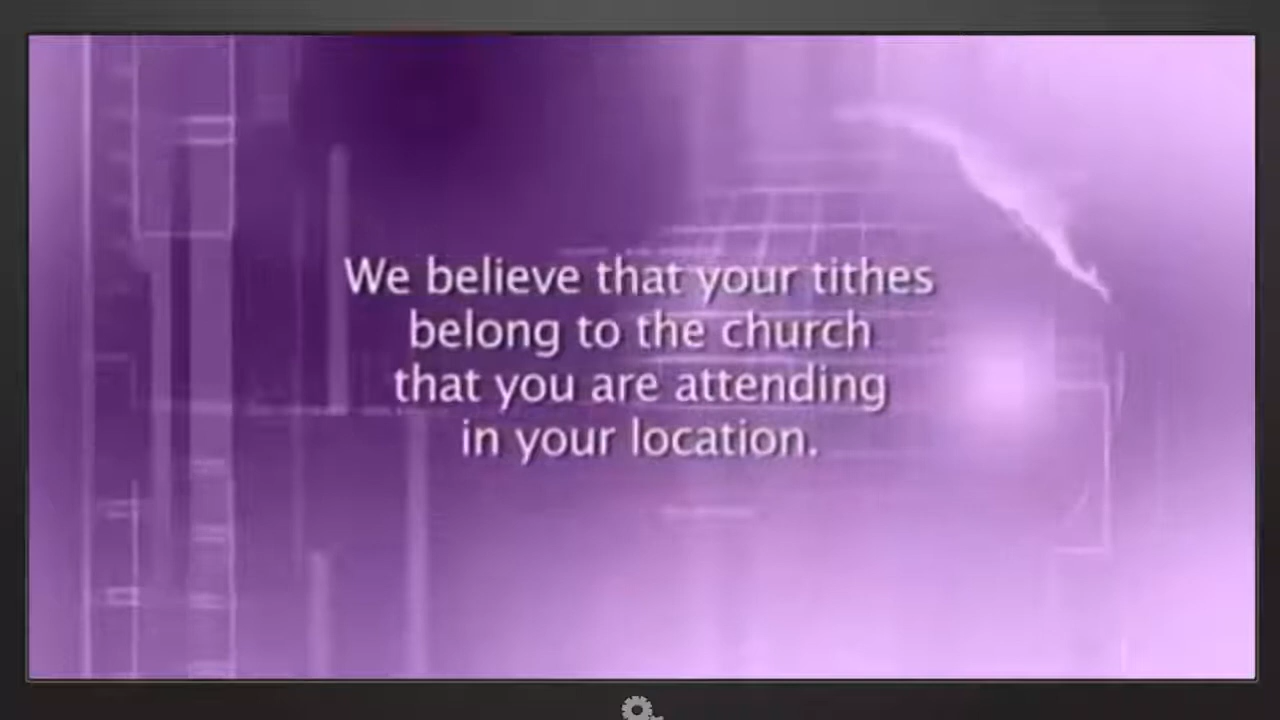 We believe that your tithes
belong to the church
that you are attending
in your location.